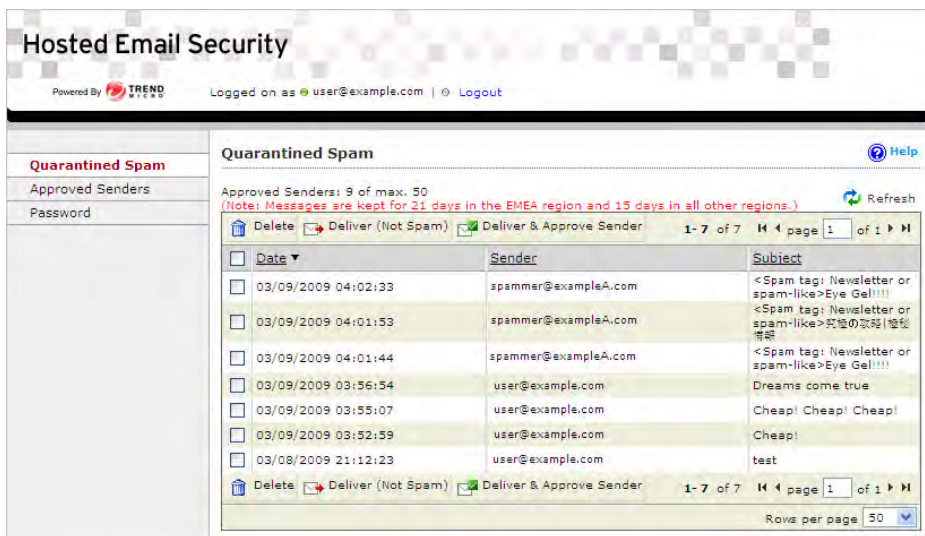 Hosted Email Security
Powered By TREND MICRO Logged on as user@example.com | Logout
Quarantined Spam
Approved Senders
Password
Quarantined Spam Help
Approved Senders: 9 of max. 50
(Note: Messages are kept for 21 days in the EMEA region and 15 days in all other regions.) Refresh
Delete Deliver (Not Spam) Deliver & Approve Sender 1-7 of 7 page 1 of 1
Date Sender Subject
03/09/2009 04:02:33 spammer@exampleA.com <Spam tag: Newsletter or
spam-like>Eye Gel!!!!
03/09/2009 04:01:53 spammer@exampleA.com <Spam tag: Newsletter or
spam-like>究極の攻略|極秘
情報
03/09/2009 04:01:44 spammer@exampleA.com <Spam tag: Newsletter or
spam-like>Eye Gel!!!!
03/09/2009 03:56:54 user@example.com Dreams come true
03/09/2009 03:55:07 user@example.com Cheap! Cheap! Cheap!
03/09/2009 03:52:59 user@example.com Cheap!
03/08/2009 21:12:23 user@example.com test
Delete Deliver (Not Spam) Deliver & Approve Sender 1-7 of 7 page 1 of 1
Rows per page 50